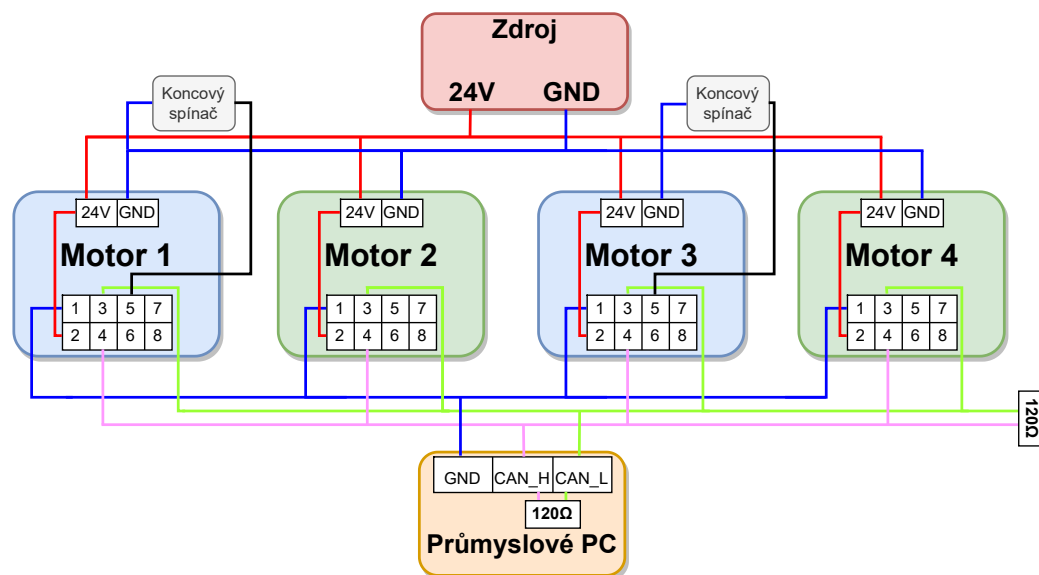 Zdroj
24V GND
Koncový
spínač
Koncový
spínač
24V GND
Motor 1
1 3 5 7
2 4 6 8
24V GND
Motor 2
1 3 5 7
2 4 6 8
24V GND
Motor 3
1 3 5 7
2 4 6 8
24V GND
Motor 4
1 3 5 7
2 4 6 8
120Ω
GND CAN_H CAN_L
120Ω
Průmyslové PC